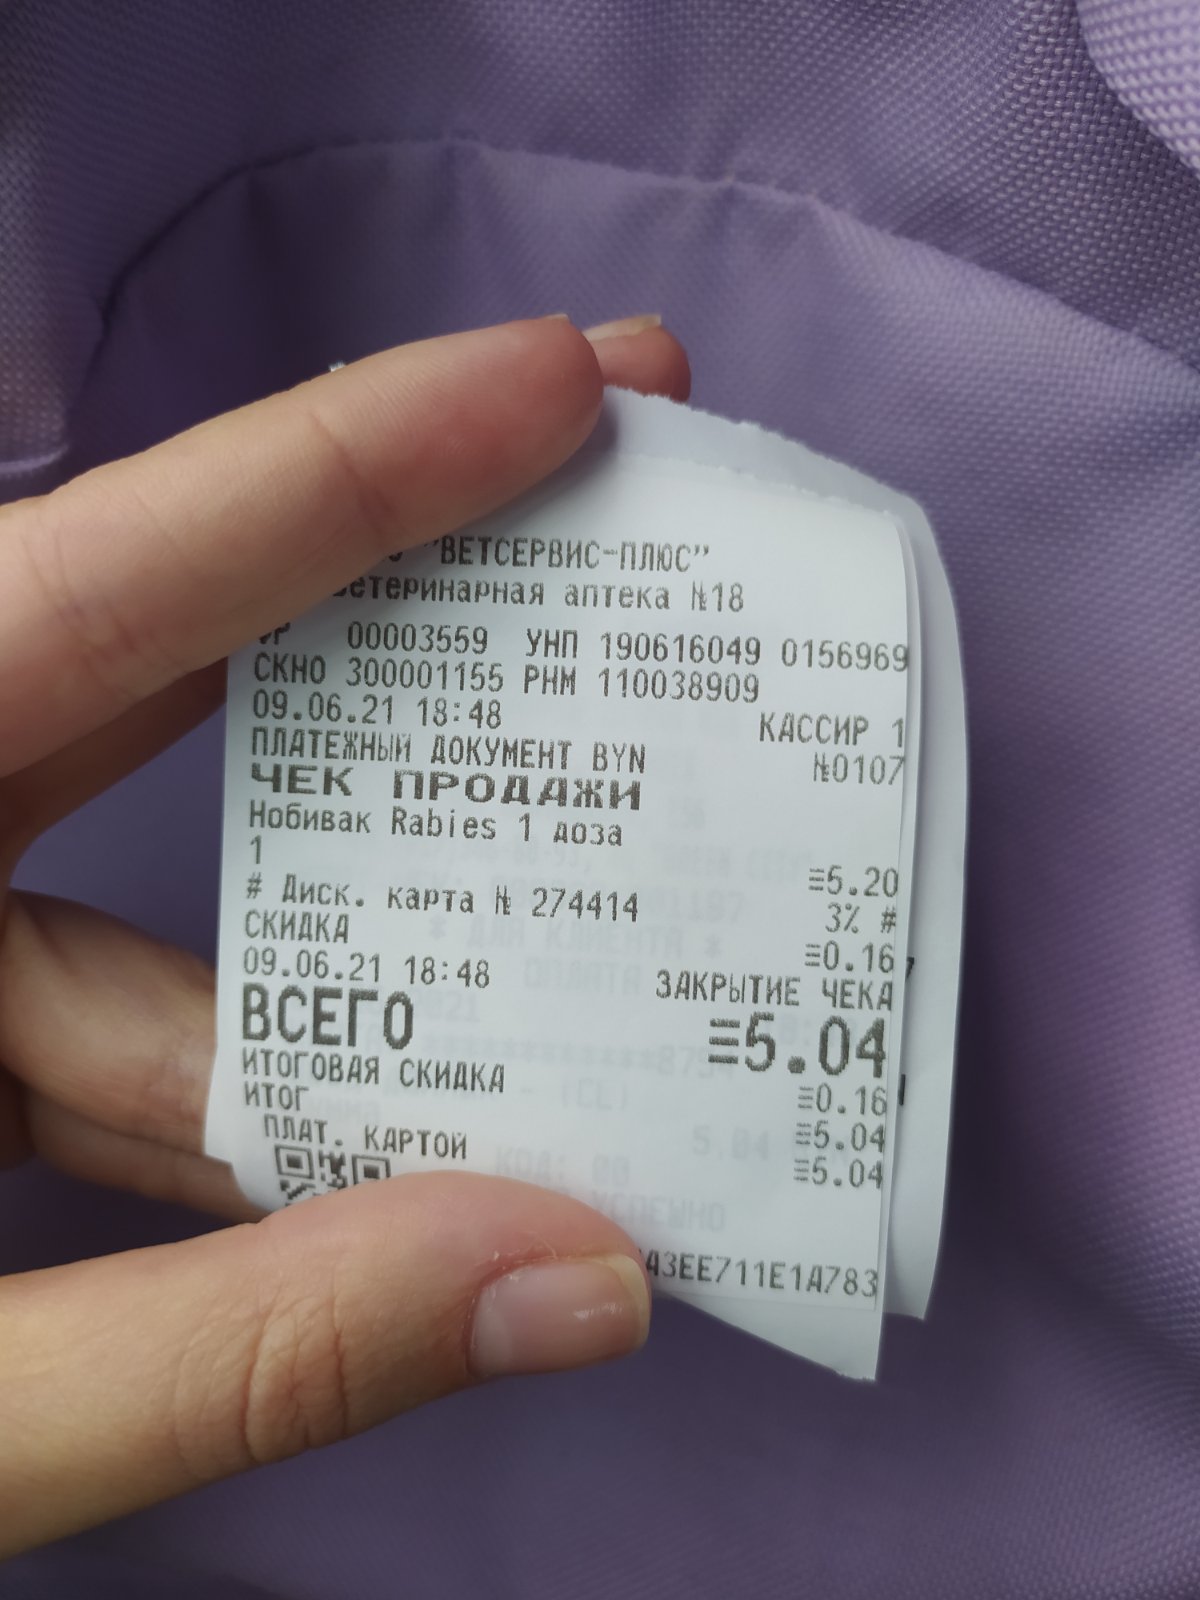 "ВЕТСЕРВИС-ПЛЮС"
Ветеринарная аптека №18
00003559 УНП 190616049 0156969
СКНО 300001155 РНМ 110038909
09.06.21 18:48 КАССИР 1
ПЛАТЕЖНЫЙ ДОКУМЕНТ BYN №0107
ЧЕК ПРОДАЖИ
Нобивак Rabies 1 доза
1 ≡5.20
# Диск. карта № 274414 3% #
СКИДКА ≡0.16
09.06.21 18:48 ЗАКРЫТИЕ ЧЕКА
ВСЕГО ≡5.04
ИТОГОВАЯ СКИДКА ≡0.16
ИТОГ ≡5.04
ПЛАТ. КАРТОЙ ≡5.04
A3EE711E1A783